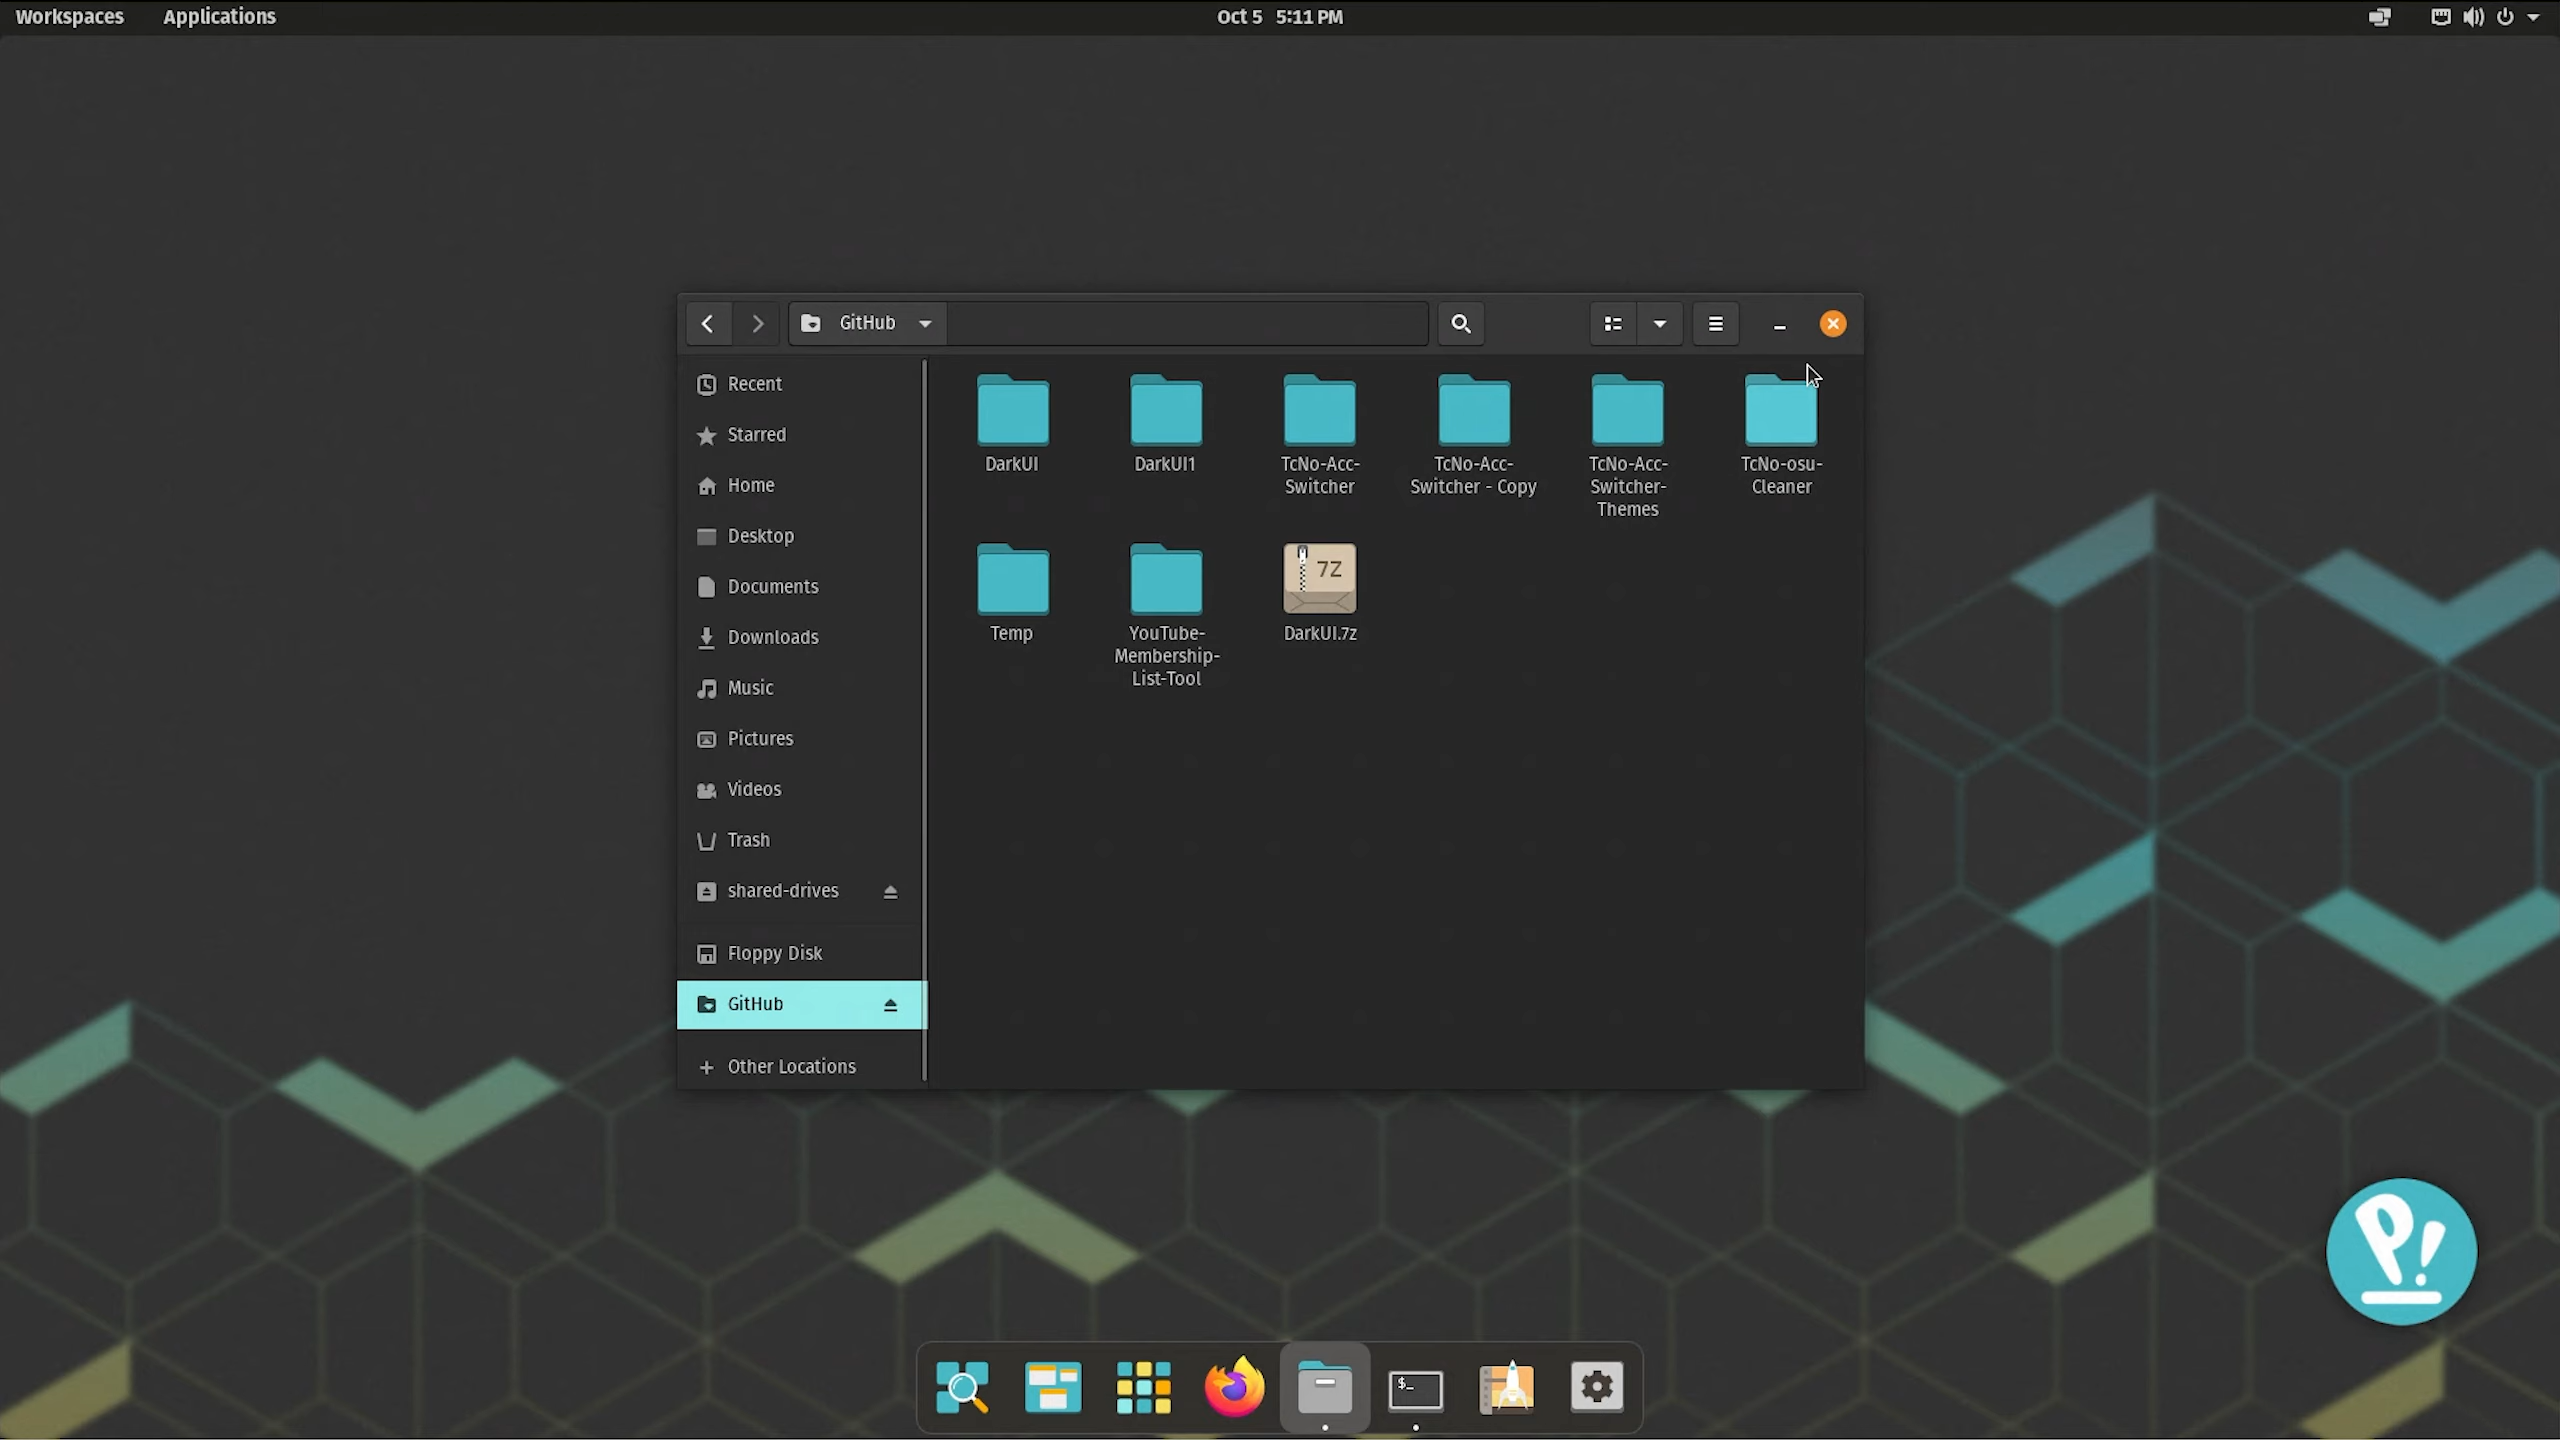 Workspaces Applications Oct 5 5:11 PM
GitHub
Recent
Starred
Home
Desktop
Documents
Downloads
Music
Pictures
Videos
Trash
shared-drives
Floppy Disk
GitHub
Other Locations
DarkUI
DarkUI1
TcNo-Acc-
Switcher
TcNo-Acc-
Switcher - Copy
TcNo-Acc-
Switcher-
Themes
TcNo-osu-
Cleaner
Temp
YouTube-
Membership-
List-Tool
7Z
DarkUI.7z
P!
$_